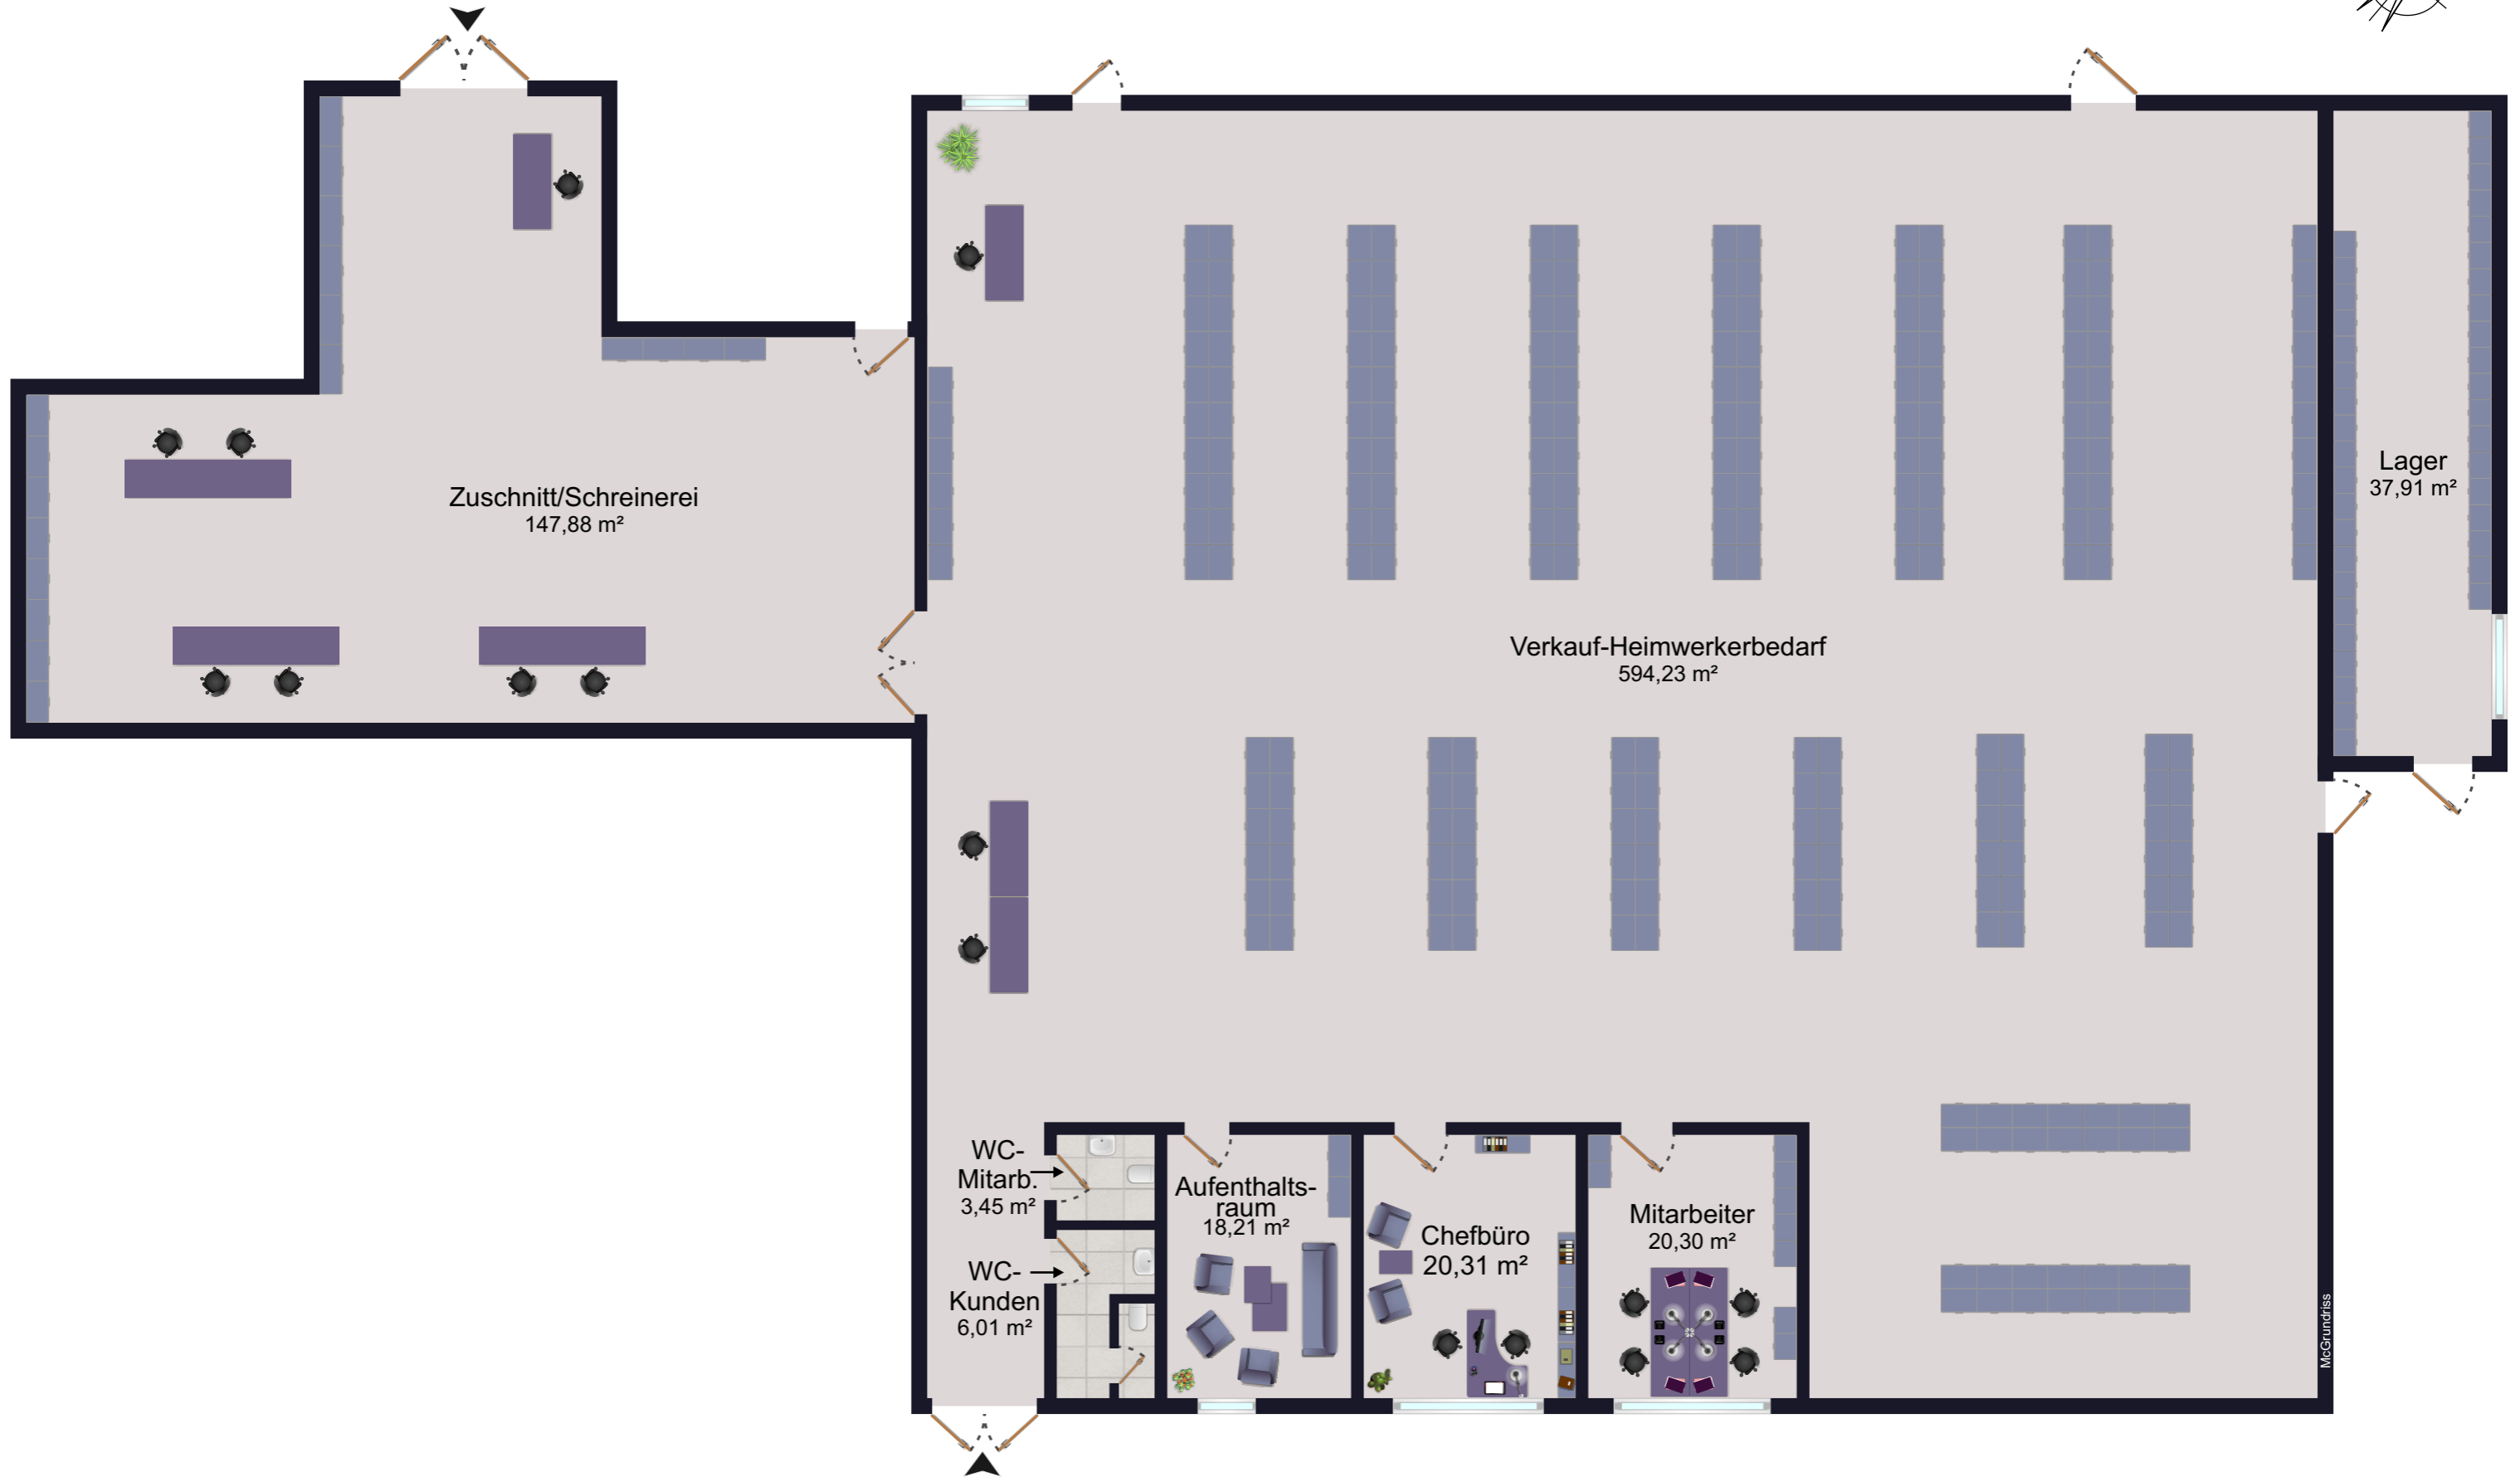 Zuschnitt/Schreinerei
147,88 m²
Lager
37,91 m²
Verkauf-Heimwerkerbedarf
594,23 m²
WC-
Mitarb.
3,45 m²
WC-
Kunden
6,01 m²
Aufenthalts-
raum
18,21 m²
Chefbüro
20,31 m²
Mitarbeiter
20,30 m²
McGrundriss